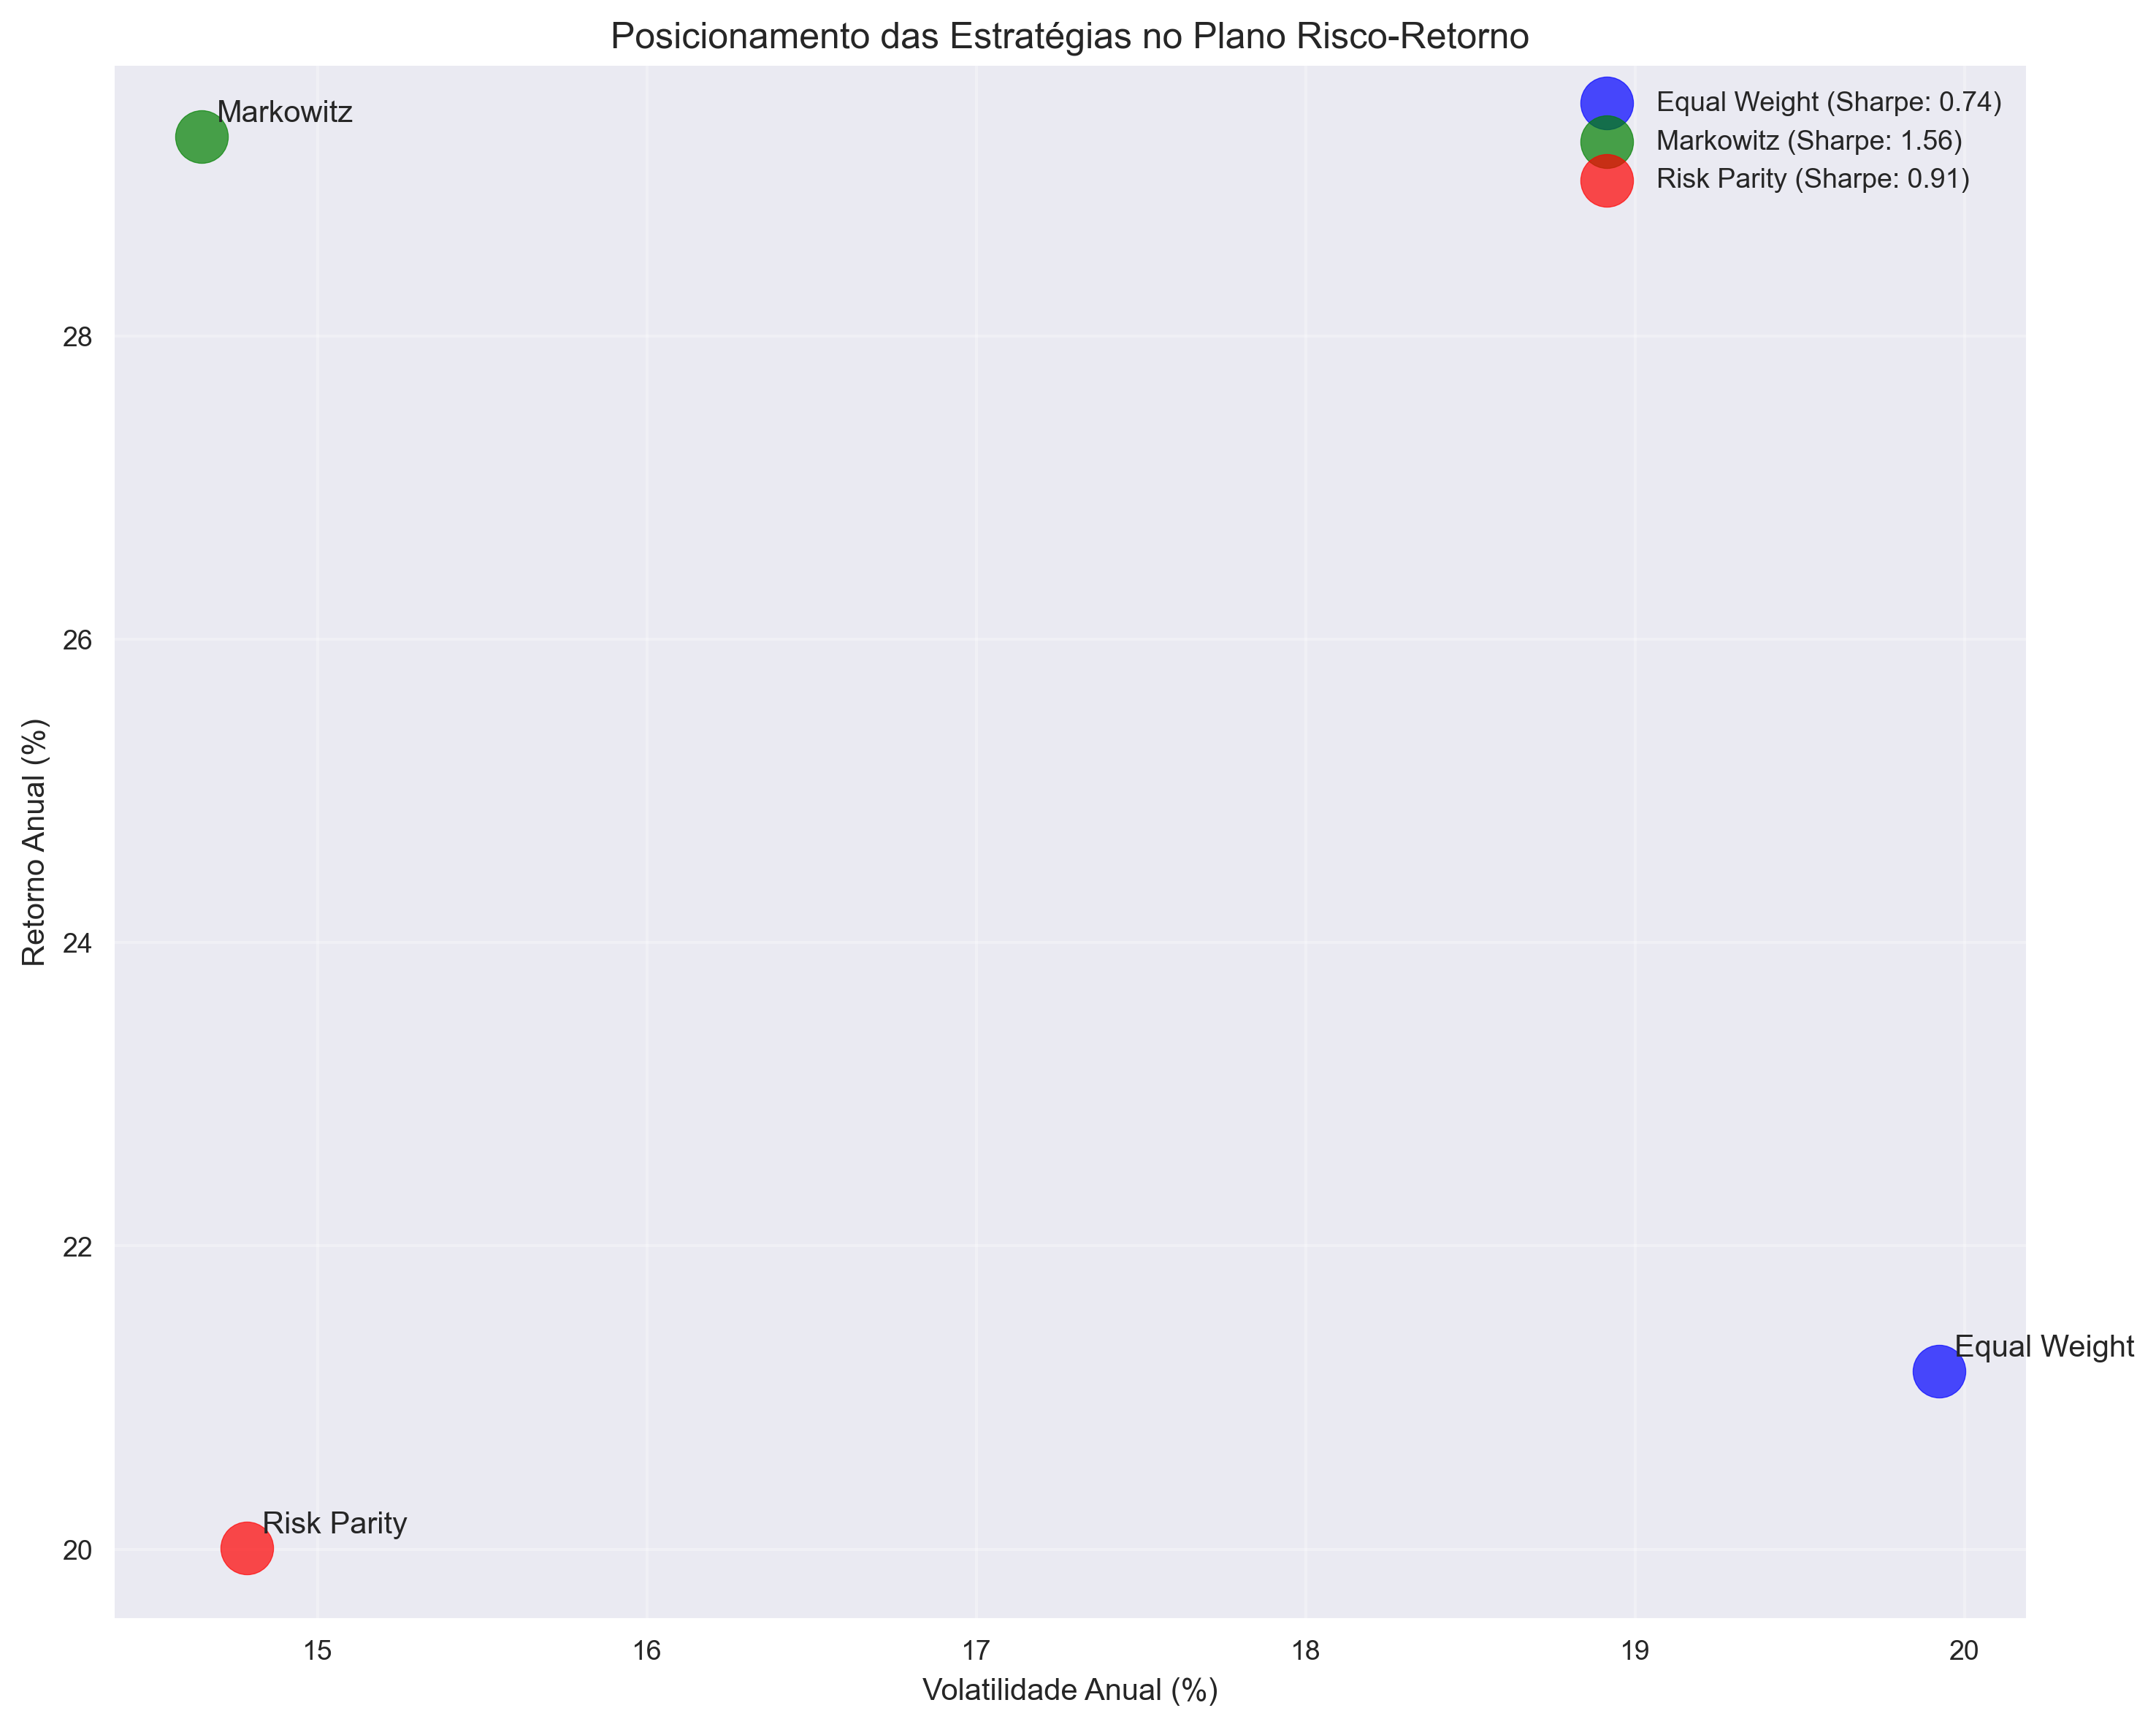 Posicionamento das Estratégias no Plano Risco-Retorno
Markowitz
Equal Weight (Sharpe: 0.74)
Markowitz (Sharpe: 1.56)
Risk Parity (Sharpe: 0.91)
28
26
24
22
20
Retorno Anual (%)
Equal Weight
Risk Parity
15 16 17 18 19 20
Volatilidade Anual (%)